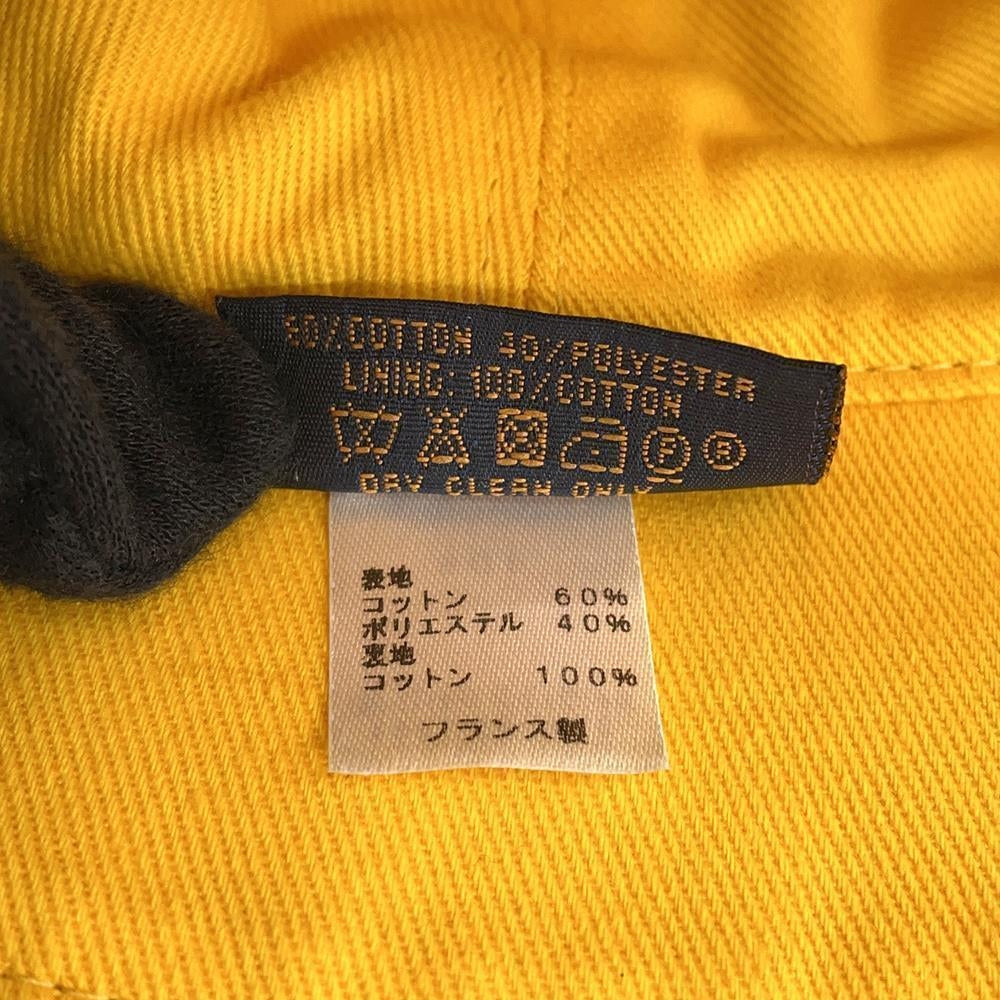 60%COTTON 40%POLYESTER
LINING: 100%COTTON
F R
DRY CLEAN ONLY
表地
コットン 60%
ポリエステル 40%
裏地
コットン 100%
フランス製